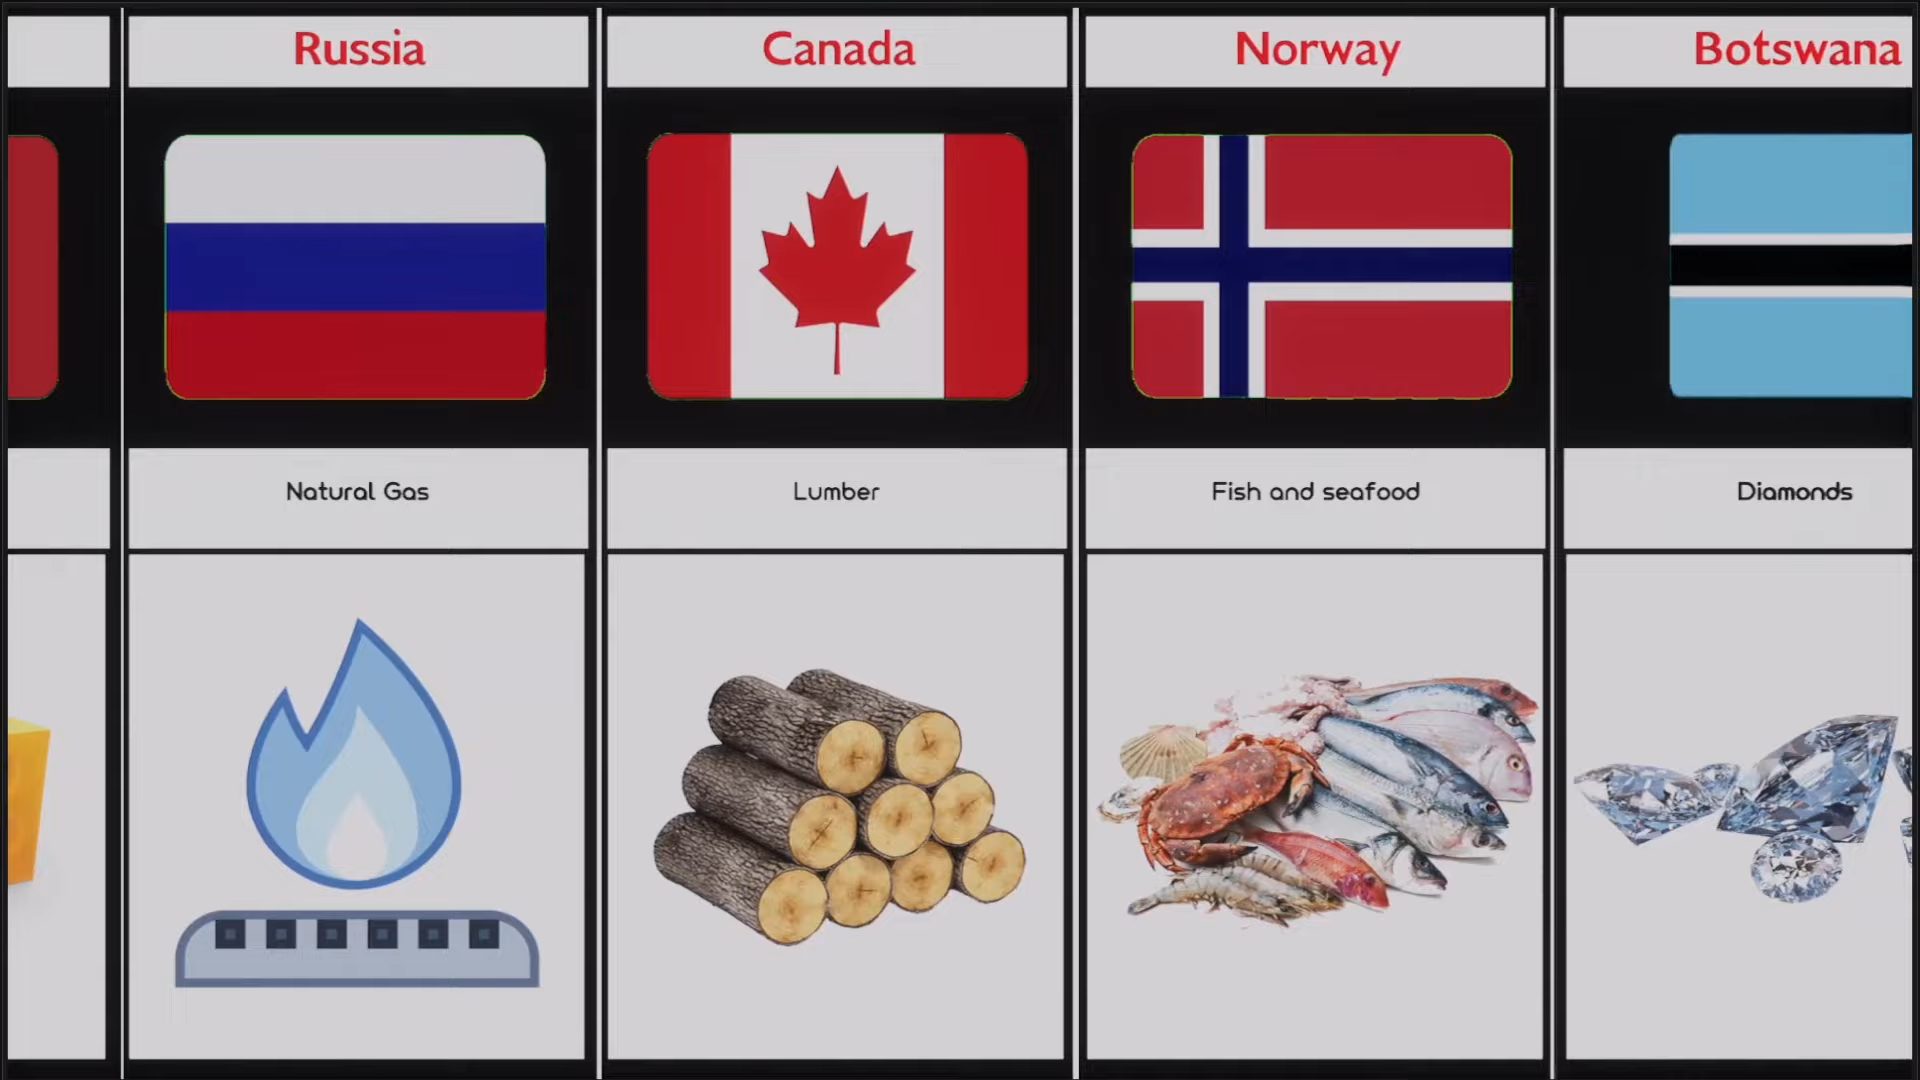 Russia
Canada
Norway
Botswana
Natural Gas
Lumber
Fish and seafood
Diamonds